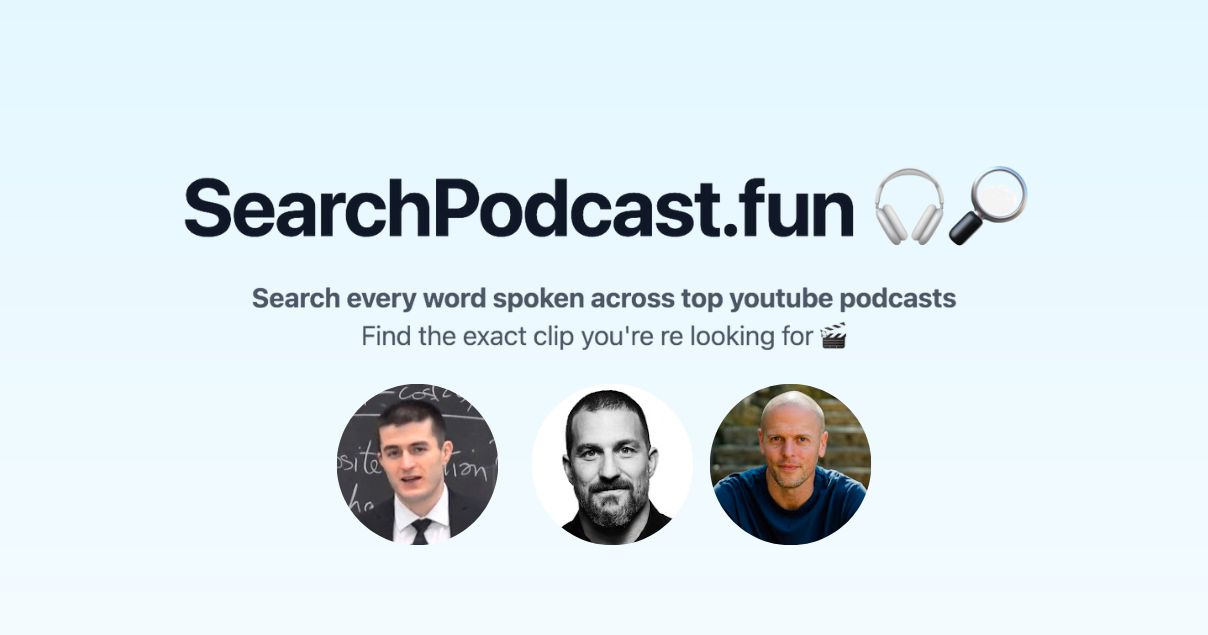 SearchPodcast.fun 🎧🔎
Search every word spoken across top youtube podcasts
Find the exact clip you're re looking for 🎬